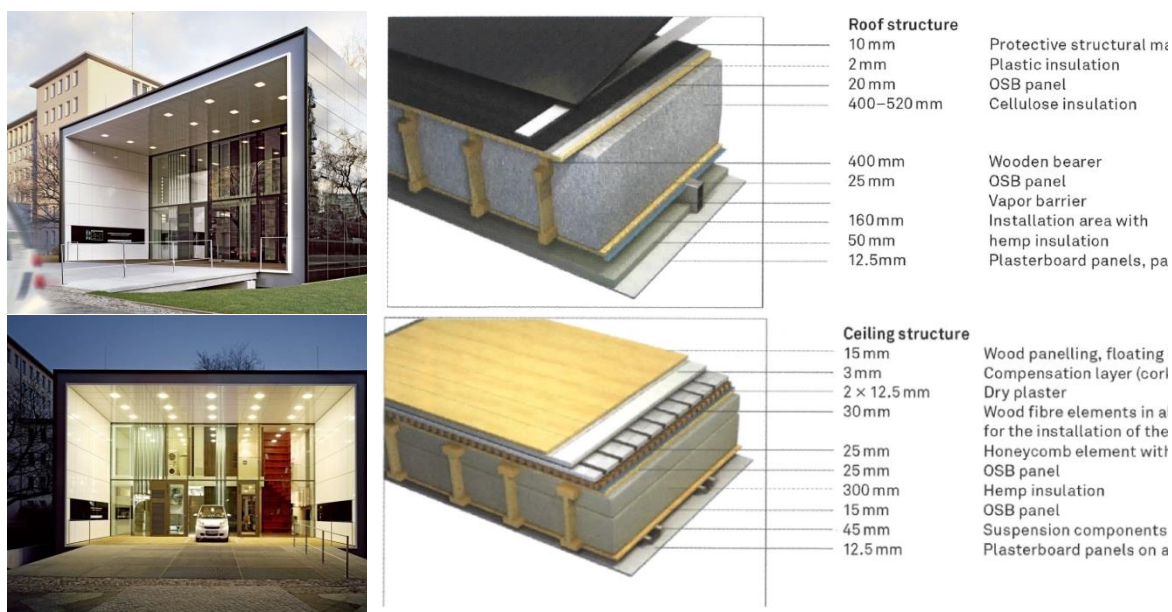 Roof structure
10 mm Protective structural ma
2 mm Plastic insulation
20 mm OSB panel
400–520 mm Cellulose insulation
400 mm Wooden bearer
25 mm OSB panel
Vapor barrier
160 mm Installation area with
50 mm hemp insulation
12.5mm Plasterboard panels, pa
Ceiling structure
15 mm Wood panelling, floating
3 mm Compensation layer (cork
2 × 12.5 mm Dry plaster
30 mm Wood fibre elements in al
for the installation of the
25 mm Honeycomb element with
25 mm OSB panel
300 mm Hemp insulation
15 mm OSB panel
45 mm Suspension components
12.5 mm Plasterboard panels on a